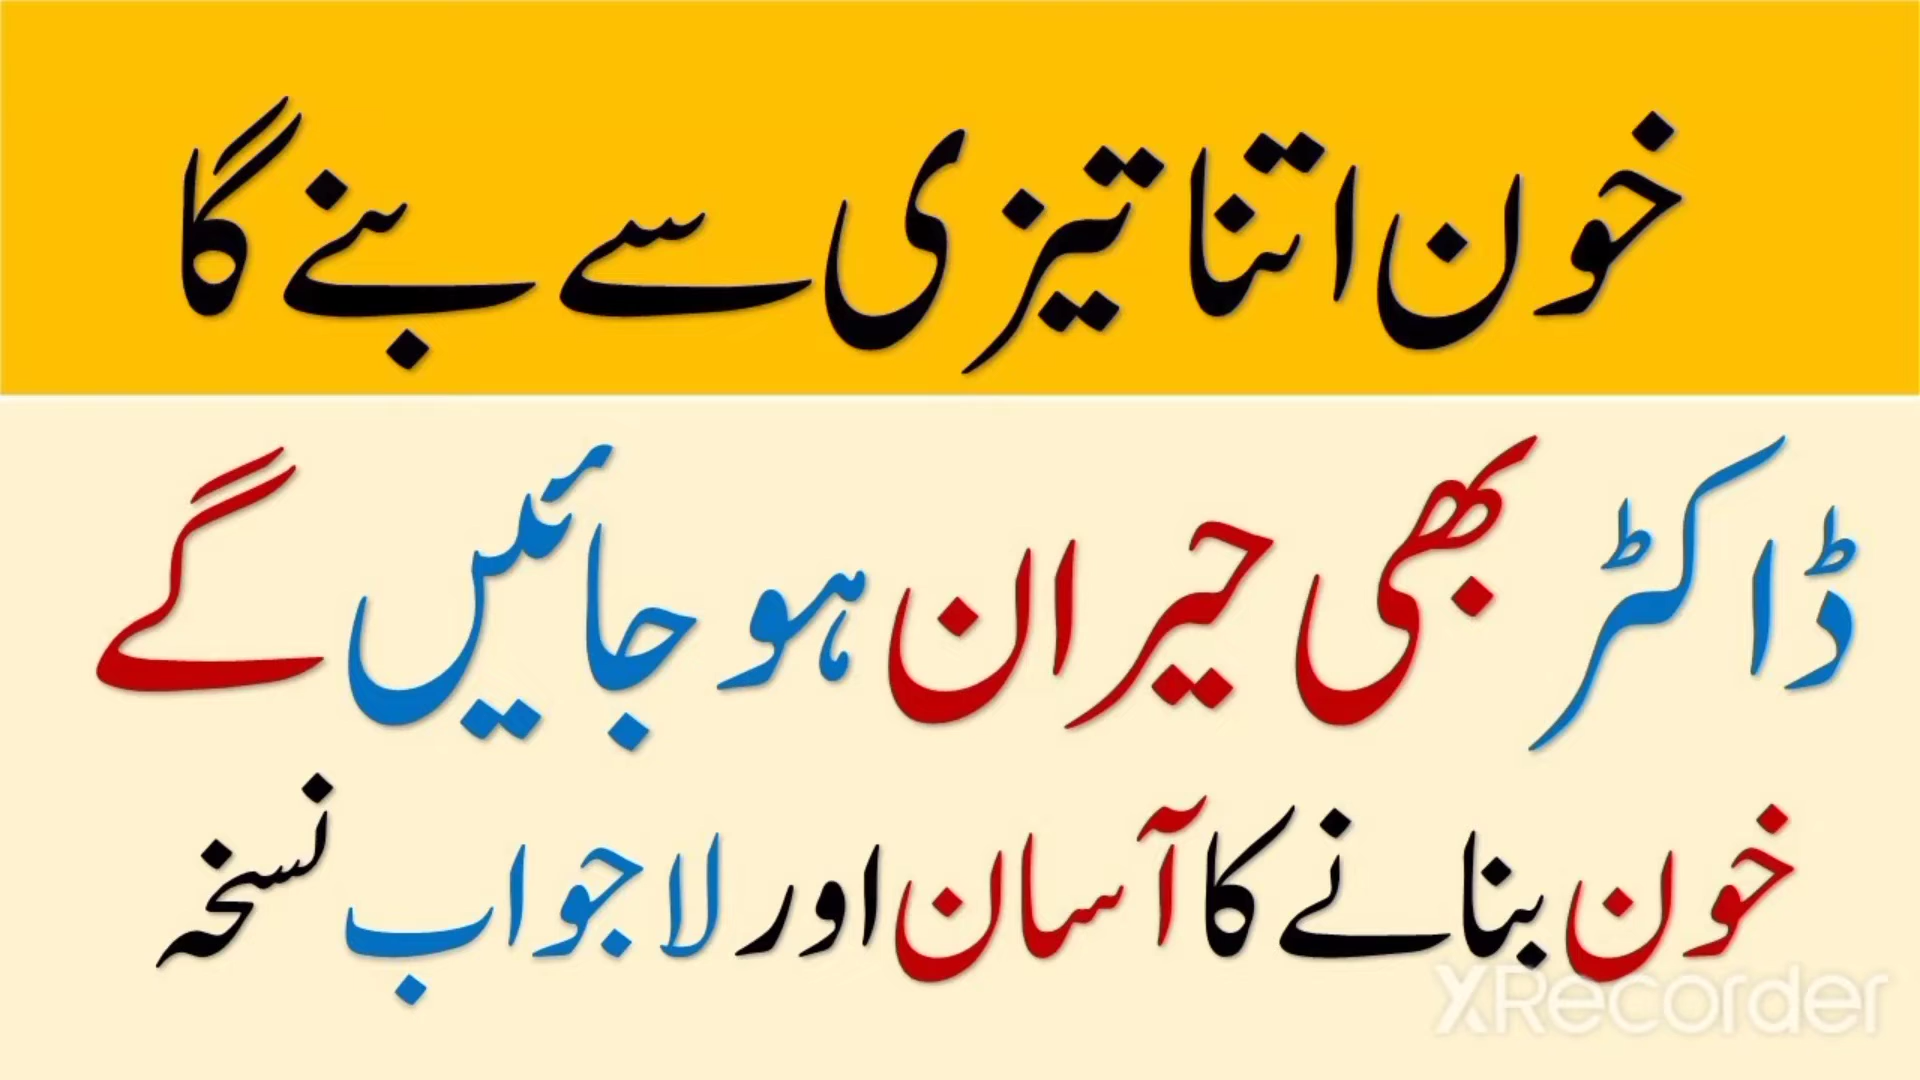 خون اتنا تیزی سے بنے گا
ڈاکٹر بھی حیران ہو جائیں گے
خون بنانے کا آسان اور لاجواب نسخہ
XRecorder